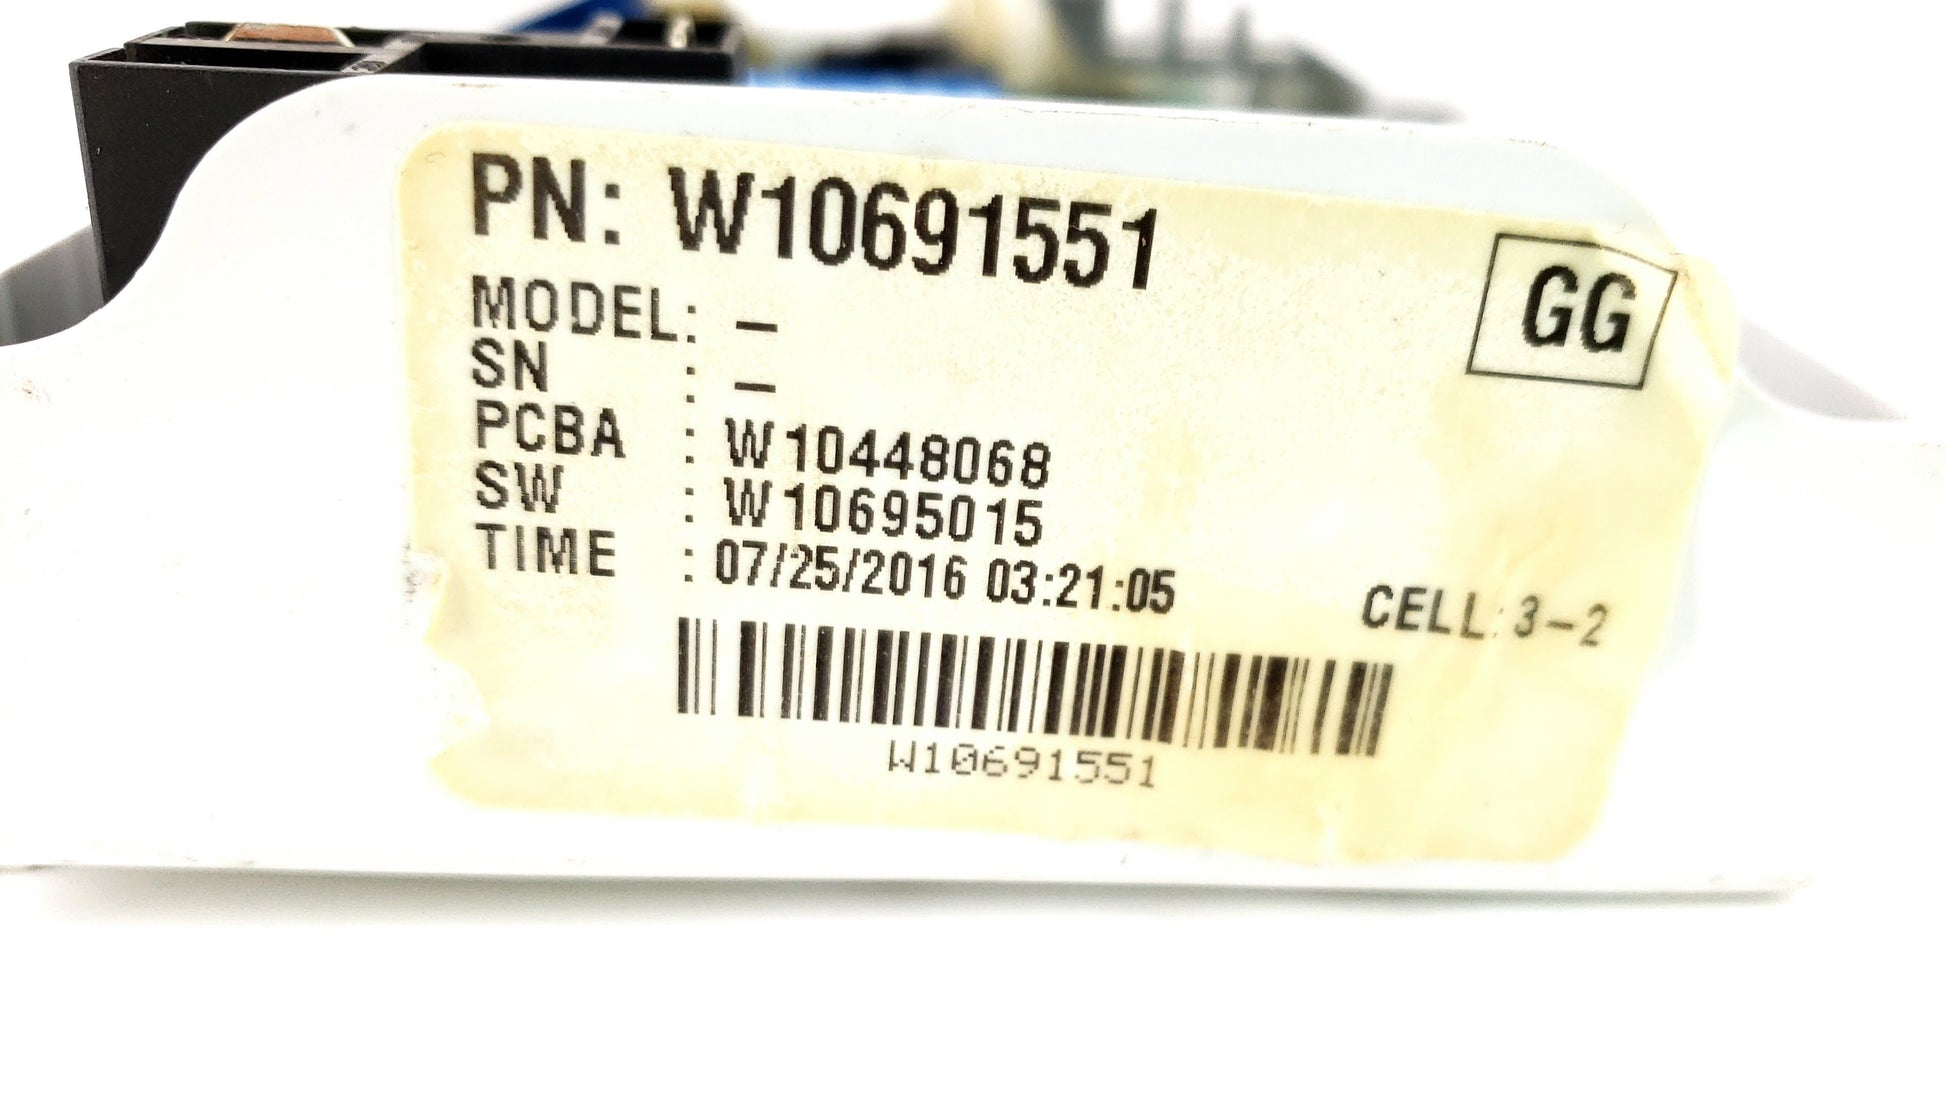 PN: W10691551
GG
MODEL: –
SN : –
PCBA : W10448068
SW : W10695015
TIME : 07/25/2016 03:21:05
CELL: 3-2
W10691551